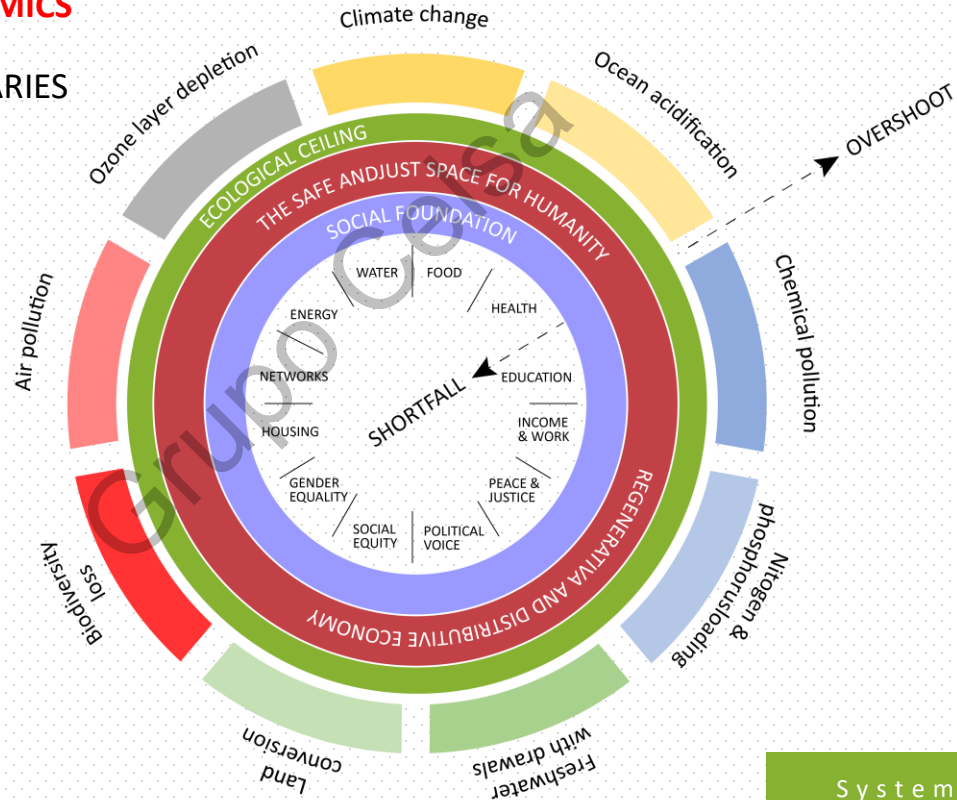 MICS
ARIES
Climate change
Ocean acidification
OVERSHOOT
Chemical pollution
Nitogen &
phosphorusloading
Freshwater
with drawals
Land
conversion
Biodiversity
loss
Air pollution
Ozone layer depletion
ECOLOGICAL CEILING
THE SAFE ANDJUST SPACE FOR HUMANITY
REGENERATIVA AND DISTRIBUTIVE ECONOMY
SOCIAL FOUNDATION
WATER
FOOD
HEALTH
EDUCATION
INCOME
& WORK
PEACE &
JUSTICE
POLITICAL
VOICE
SOCIAL
EQUITY
GENDER
EQUALITY
HOUSING
NETWORKS
ENERGY
SHORTFALL
Grupo Celsa
System